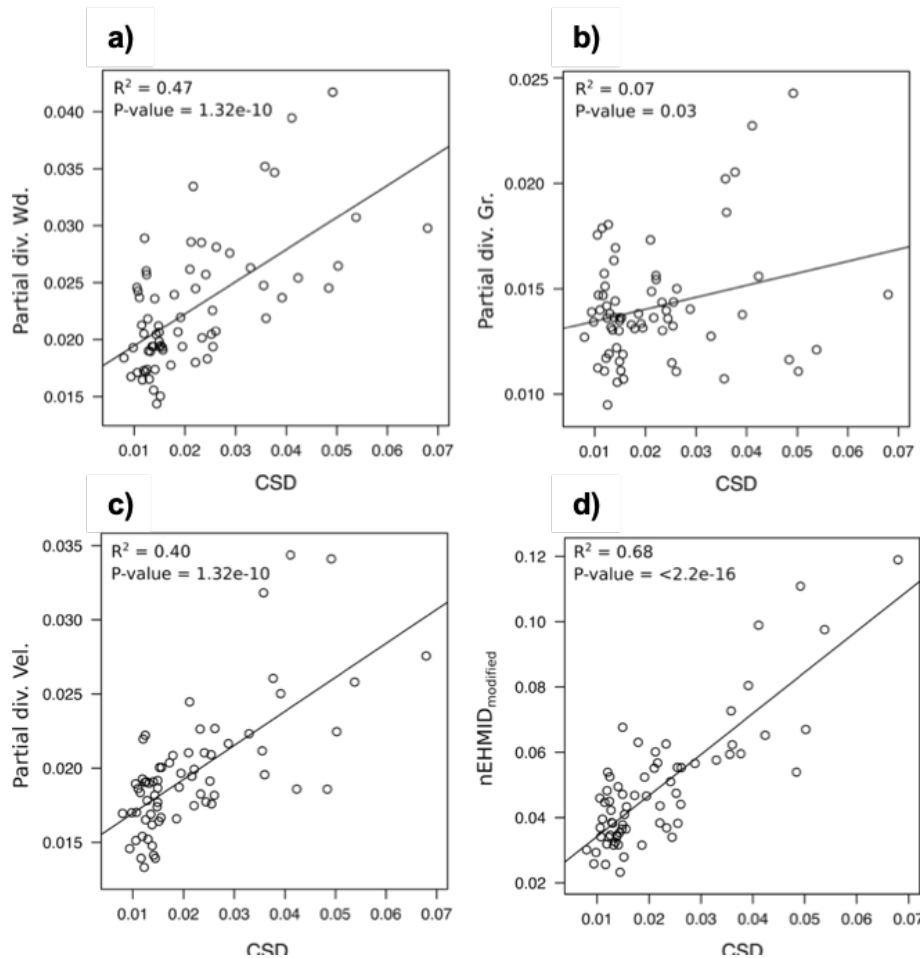 a)
R² = 0.47
P-value = 1.32e-10
0.040
0.035
0.030
0.025
0.020
0.015
Partial div. Wd.
0.01 0.02 0.03 0.04 0.05 0.06 0.07
CSD
b)
R² = 0.07
P-value = 0.03
0.025
0.020
0.015
0.010
Partial div. Gr.
0.01 0.02 0.03 0.04 0.05 0.06 0.07
CSD
c)
R² = 0.40
P-value = 1.32e-10
0.035
0.030
0.025
0.020
0.015
Partial div. Vel.
0.01 0.02 0.03 0.04 0.05 0.06 0.07
CSD
d)
R² = 0.68
P-value = <2.2e-16
0.12
0.10
0.08
0.06
0.04
0.02
nEHMID modified
0.01 0.02 0.03 0.04 0.05 0.06 0.07
CSD